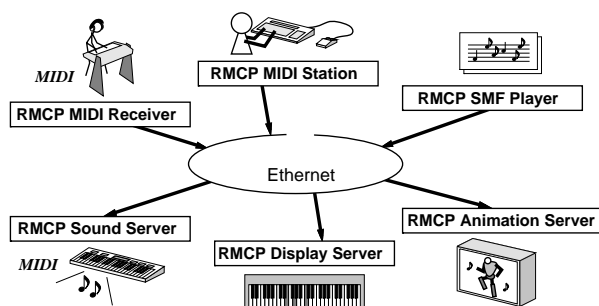 RMCP MIDI Station
MIDI
RMCP MIDI Receiver
RMCP SMF Player
Ethernet
RMCP Sound Server
RMCP Animation Server
RMCP Display Server
MIDI